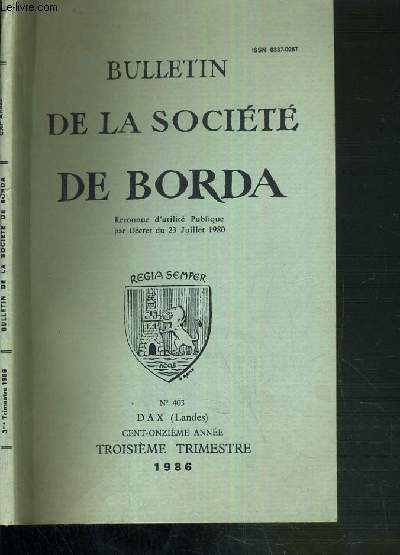 ISSN 0337-0267
BULLETIN
DE LA SOCIÉTÉ
DE BORDA
Reconnue d'utilité Publique
par Décret du 23 Juillet 1980
REGIA SEMPER
N° 403
DAX (Landes)
CENT-ONZIÈME ANNÉE
TROISIÈME TRIMESTRE
1986
BULLETIN DE LA SOCIÉTÉ DE BORDA
3me Trimestre 1986
© Le-livre.fr